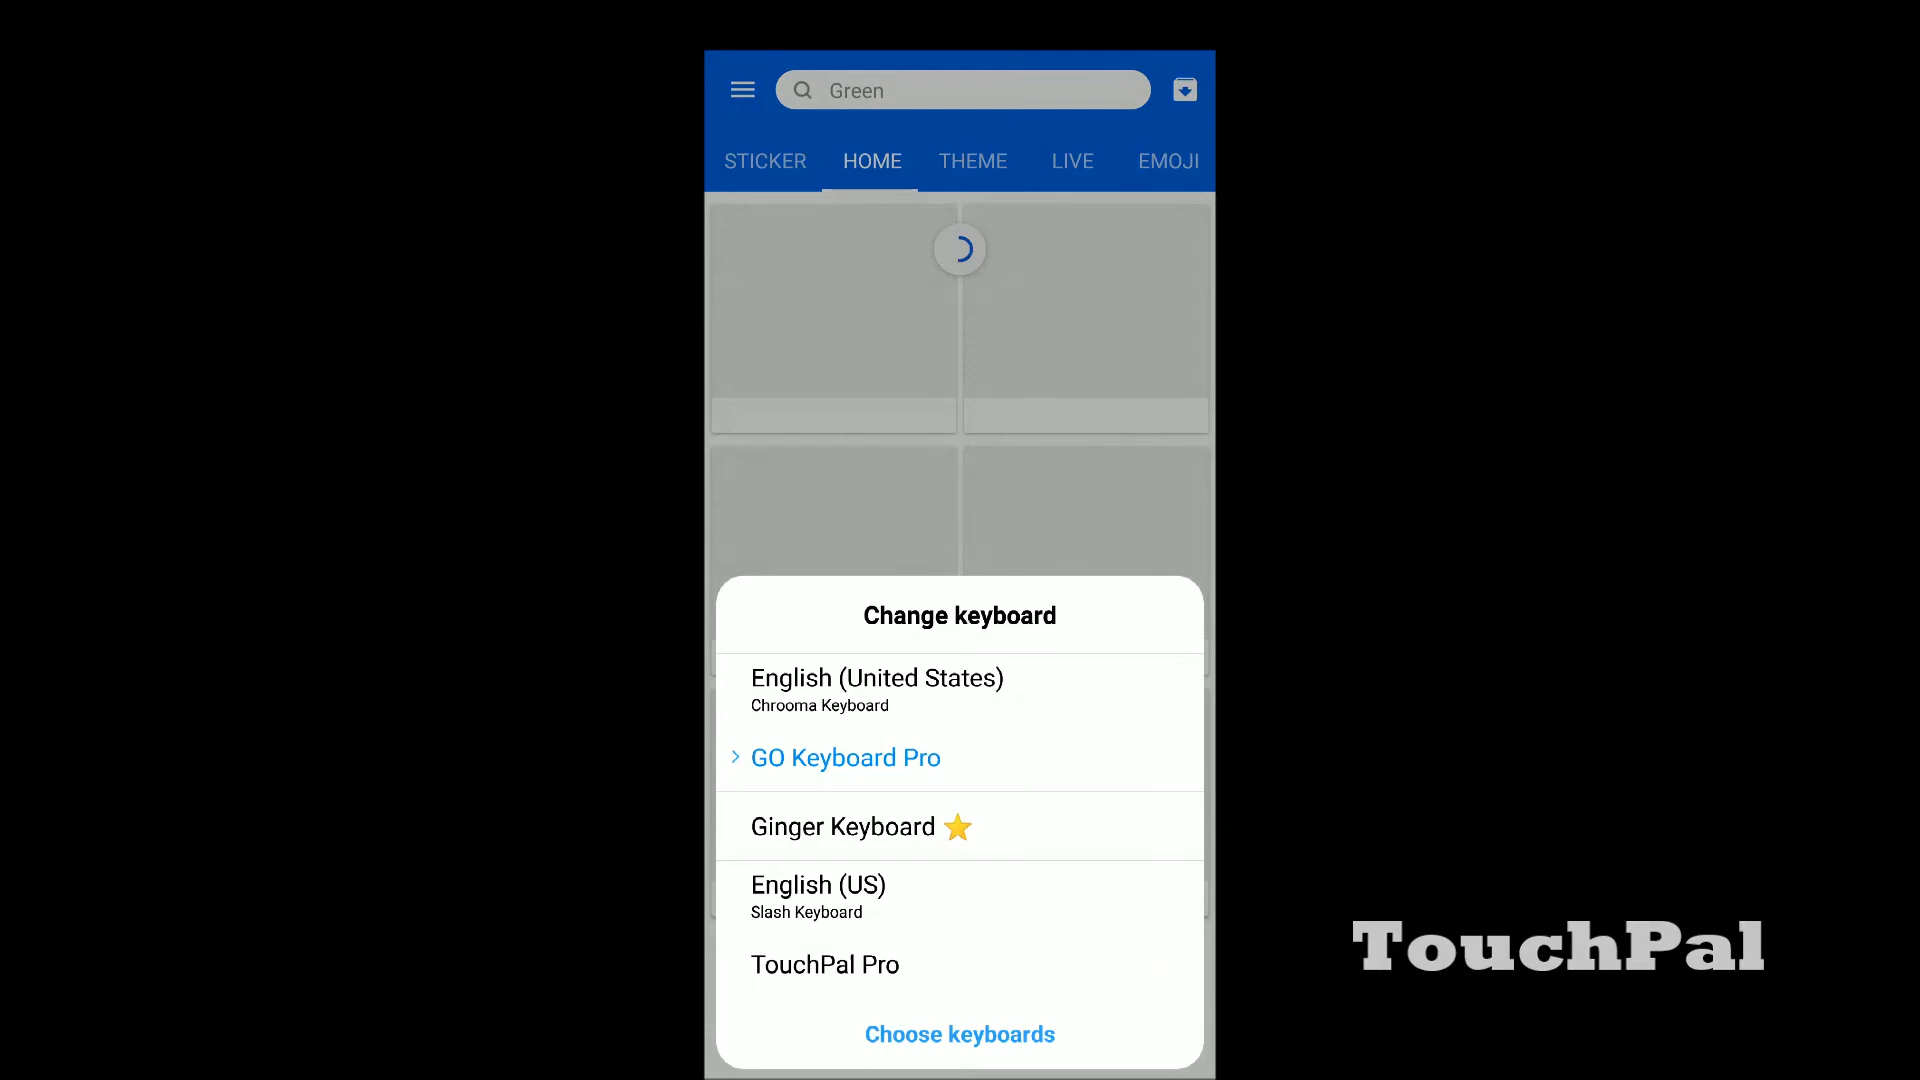 Green
STICKER HOME THEME LIVE EMOJI
Change keyboard
English (United States)
Chrooma Keyboard
GO Keyboard Pro
Ginger Keyboard ⭐
English (US)
Slash Keyboard
TouchPal Pro
Choose keyboards
TouchPal